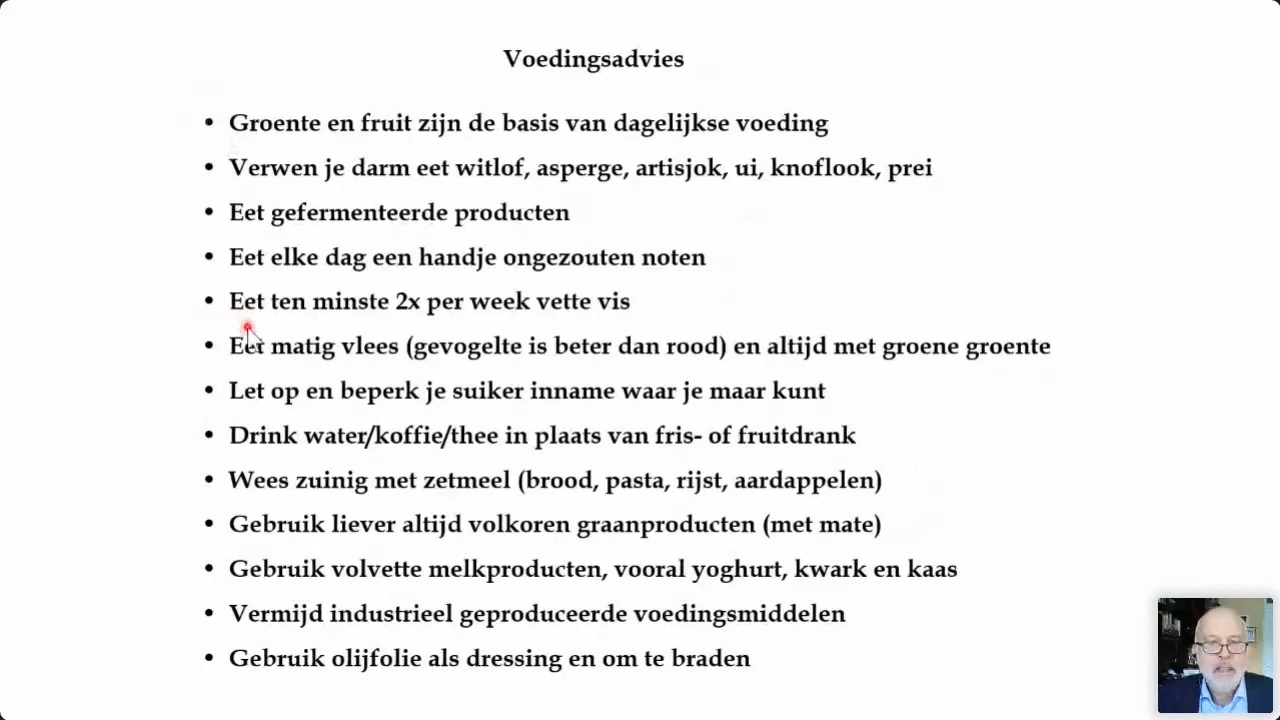 Voedingsadvies
• Groente en fruit zijn de basis van dagelijkse voeding
• Verwen je darm eet witlof, asperge, artisjok, ui, knoflook, prei
• Eet gefermenteerde producten
• Eet elke dag een handje ongezouten noten
• Eet ten minste 2x per week vette vis
• Eet matig vlees (gevogelte is beter dan rood) en altijd met groene groente
• Let op en beperk je suiker inname waar je maar kunt
• Drink water/koffie/thee in plaats van fris- of fruitdrank
• Wees zuinig met zetmeel (brood, pasta, rijst, aardappelen)
• Gebruik liever altijd volkoren graanproducten (met mate)
• Gebruik volvette melkproducten, vooral yoghurt, kwark en kaas
• Vermijd industrieel geproduceerde voedingsmiddelen
• Gebruik olijfolie als dressing en om te braden